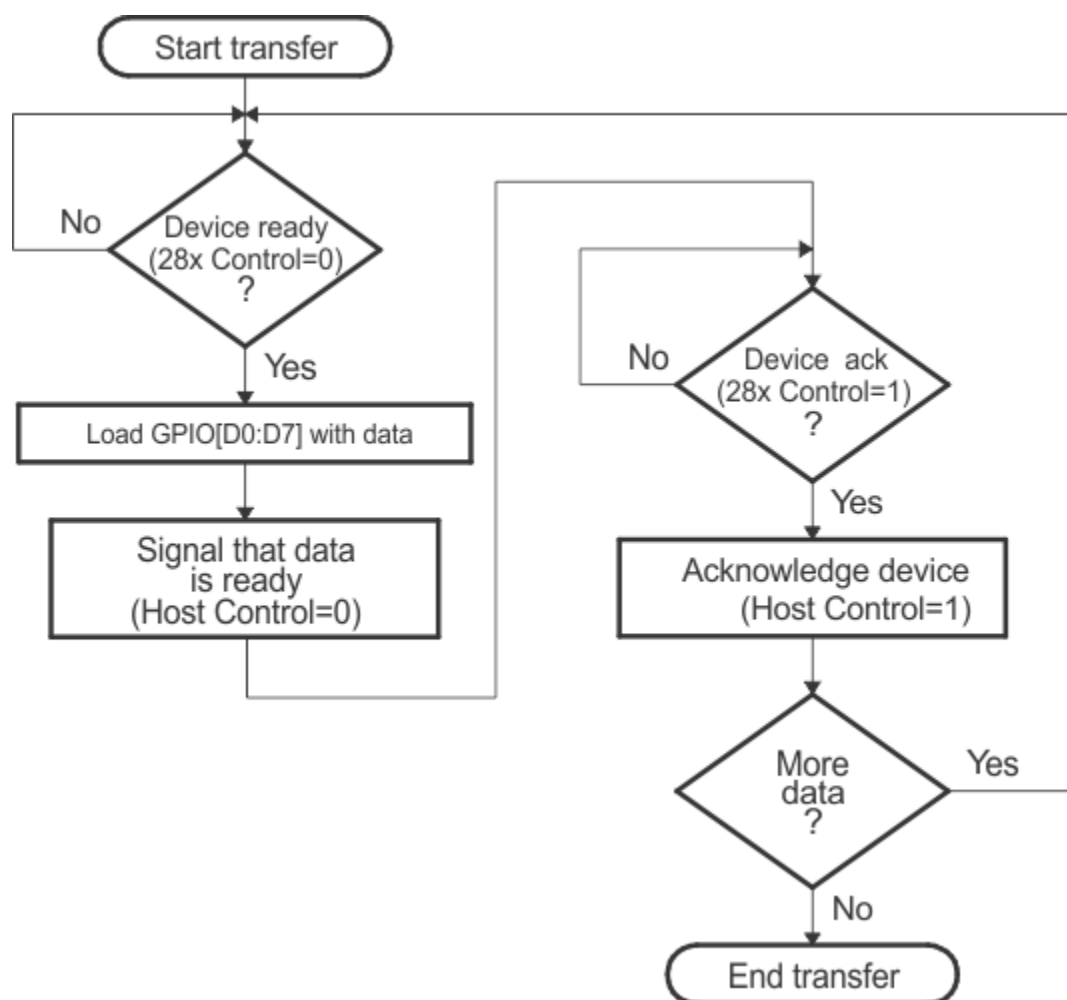 Start transfer
No
Device ready
(28x Control=0)
?
Yes
Load GPIO[D0:D7] with data
Signal that data
is ready
(Host Control=0)
No
Device ack
(28x Control=1)
?
Yes
Acknowledge device
(Host Control=1)
More
data
?
Yes
No
End transfer